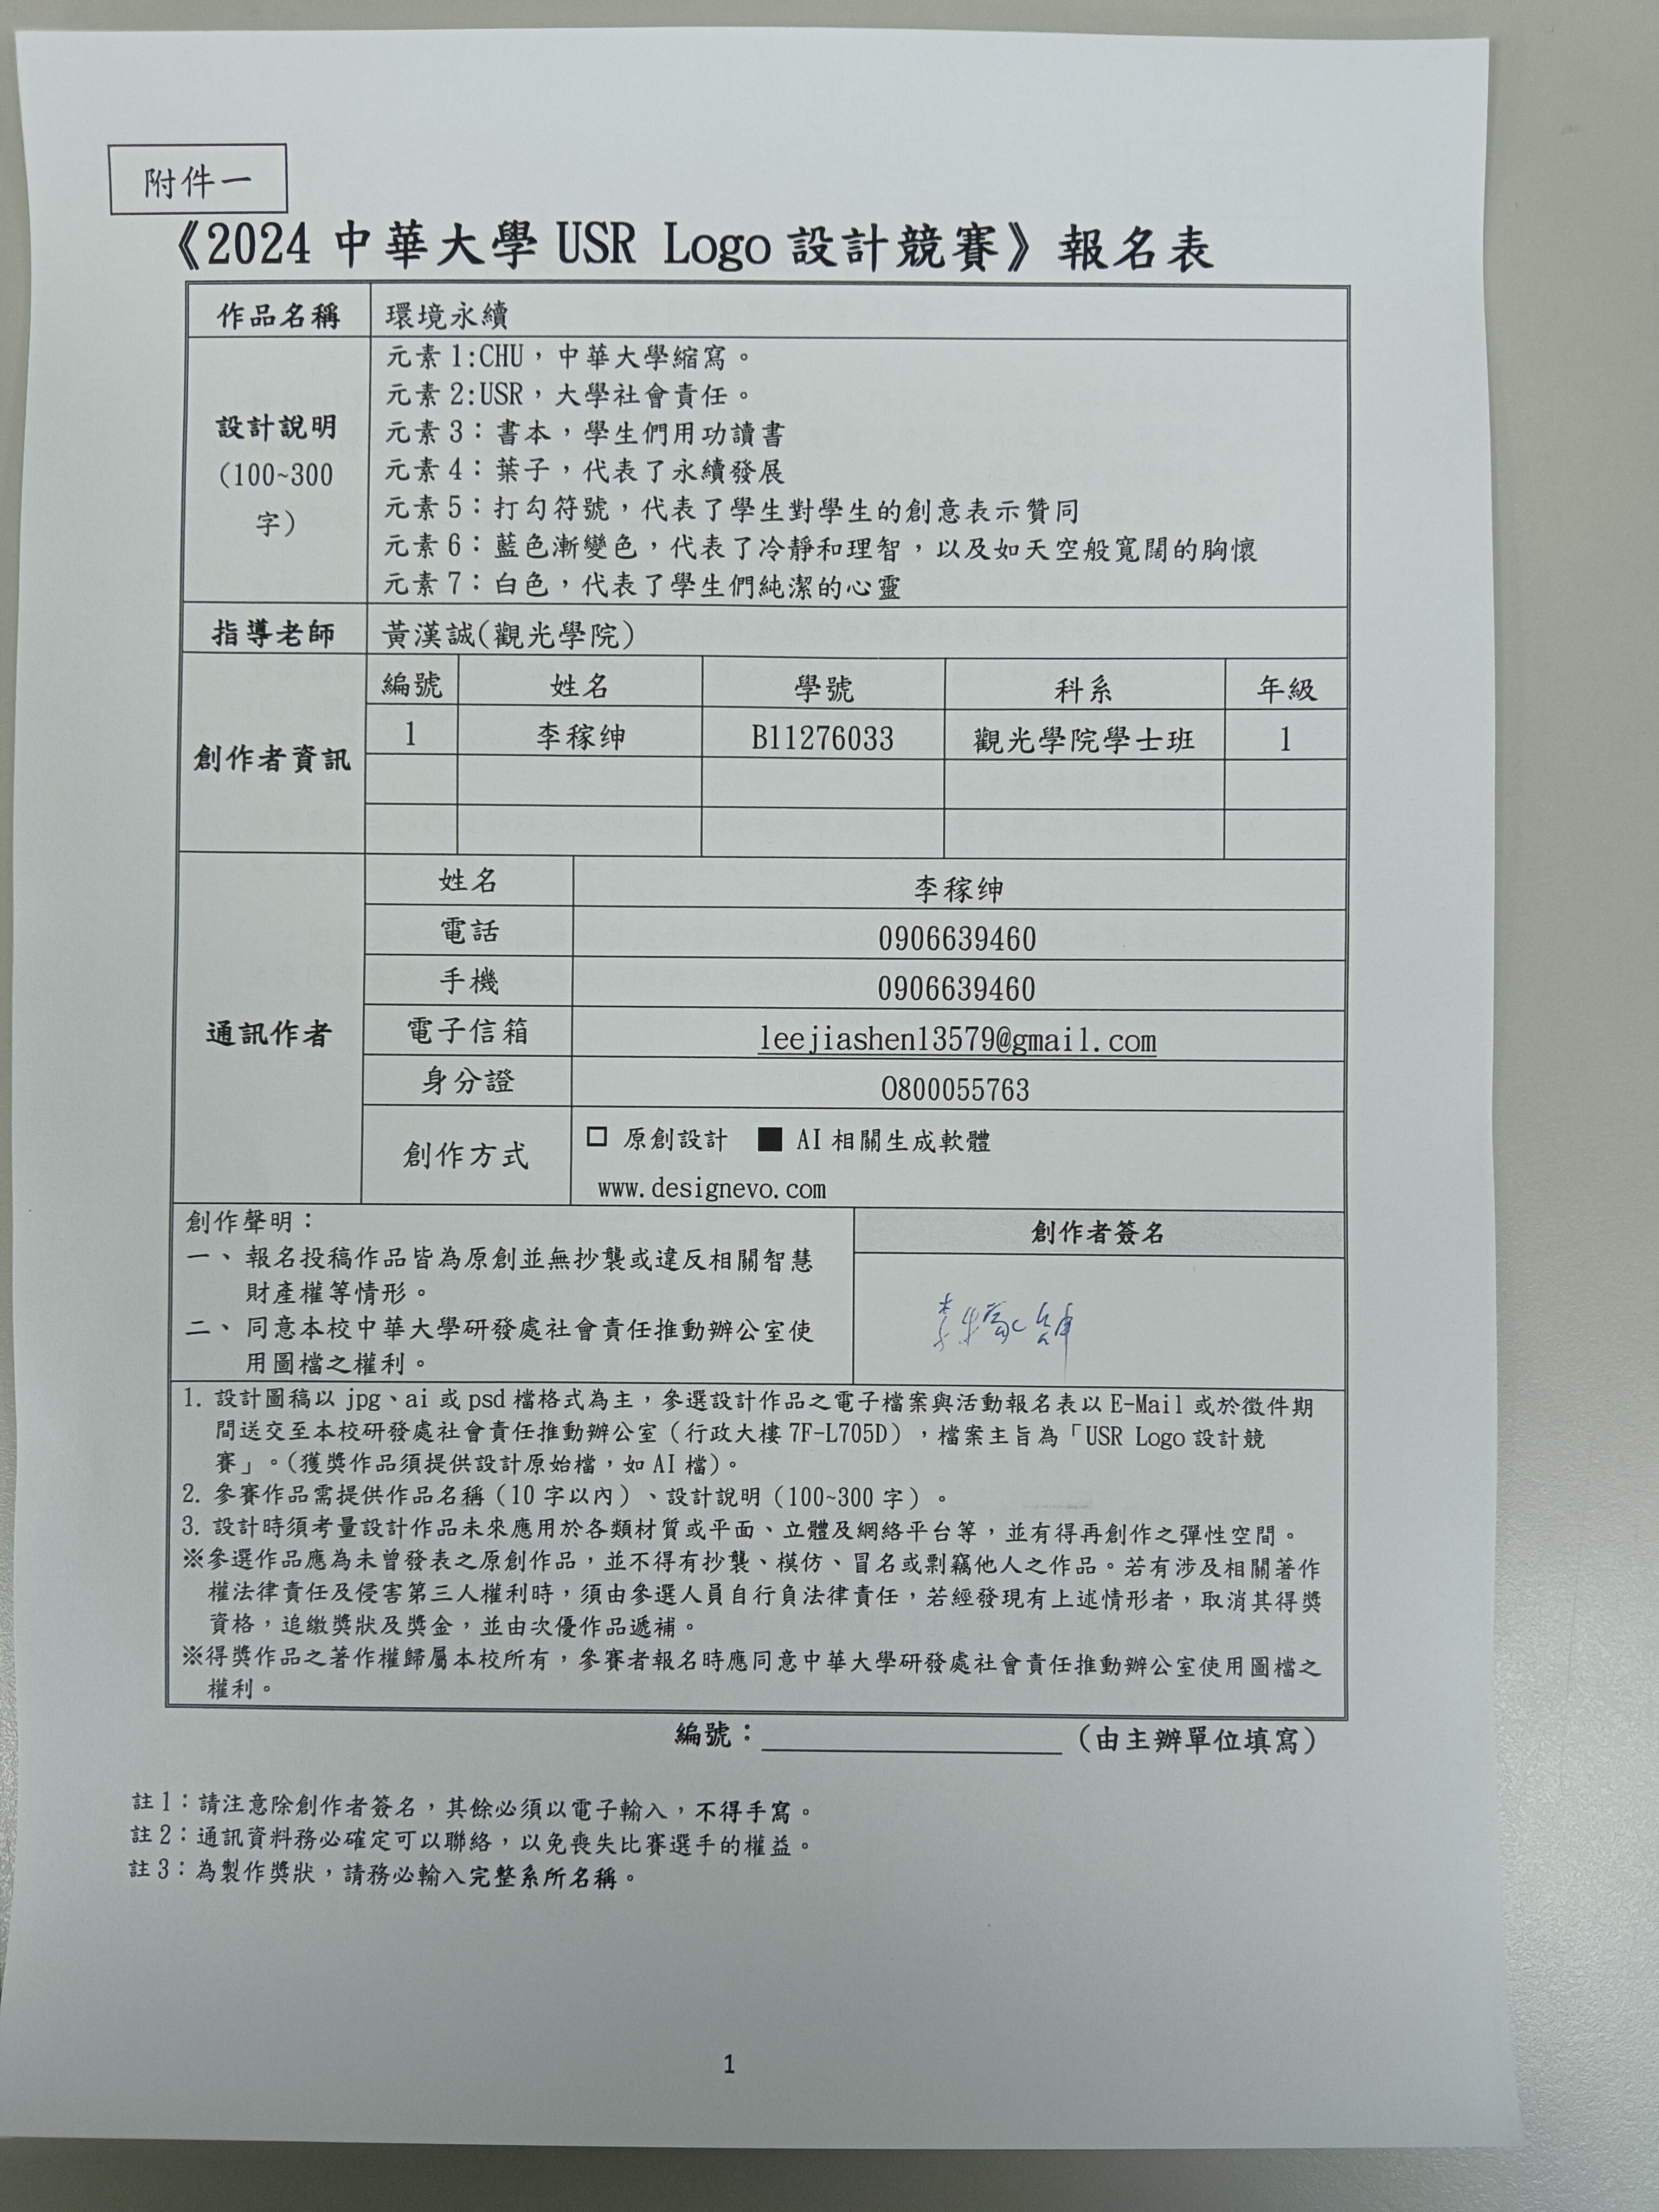 附件一
《2024 中華大學 USR Logo 設計競賽》報名表
作品名稱 環境永續
設計說明
(100~300
字)
元素 1:CHU，中華大學縮寫。
元素 2:USR，大學社會責任。
元素 3：書本，學生們用功讀書
元素 4：葉子，代表了永續發展
元素 5：打勾符號，代表了學生對學生的創意表示贊同
元素 6：藍色漸變色，代表了冷靜和理智，以及如天空般寬闊的胸懷
元素 7：白色，代表了學生們純潔的心靈
指導老師 黃漢誠(觀光學院)
創作者資訊
編號 姓名 學號 科系 年級
1 李稼绅 B11276033 觀光學院學士班 1
通訊作者
姓名 李稼绅
電話 0906639460
手機 0906639460
電子信箱 leejiashen13579@gmail.com
身分證 O800055763
創作方式 □ 原創設計 ■ AI 相關生成軟體
www.designevo.com
創作聲明：
一、報名投稿作品皆為原創並無抄襲或違反相關智慧
財產權等情形。
二、同意本校中華大學研發處社會責任推動辦公室使
用圖檔之權利。
創作者簽名
李稼紳
1. 設計圖稿以 jpg、ai 或 psd 檔格式為主，參選設計作品之電子檔案與活動報名表以 E-Mail 或於徵件期
間送交至本校研發處社會責任推動辦公室（行政大樓 7F-L705D），檔案主旨為「USR Logo 設計競
賽」。(獲獎作品須提供設計原始檔，如 AI 檔)。
2. 參賽作品需提供作品名稱（10 字以內）、設計說明（100~300 字）。
3. 設計時須考量設計作品未來應用於各類材質或平面、立體及網絡平台等，並有得再創作之彈性空間。
※參選作品應為未曾發表之原創作品，並不得有抄襲、模仿、冒名或剽竊他人之作品。若有涉及相關著作
權法律責任及侵害第三人權利時，須由參選人員自行負法律責任，若經發現有上述情形者，取消其得獎
資格，追繳獎狀及獎金，並由次優作品遞補。
※得獎作品之著作權歸屬本校所有，參賽者報名時應同意中華大學研發處社會責任推動辦公室使用圖檔之
權利。
編號：（由主辦單位填寫）
註 1：請注意除創作者簽名，其餘必須以電子輸入，不得手寫。
註 2：通訊資料務必確定可以聯絡，以免喪失比賽選手的權益。
註 3：為製作獎狀，請務必輸入完整系所名稱。
1